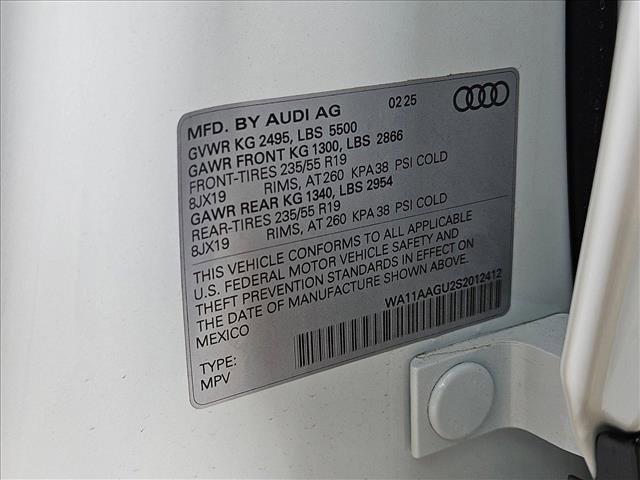 MFD. BY AUDI AG 02 25
GVWR KG 2495, LBS 5500
GAWR FRONT KG 1300, LBS 2866
FRONT-TIRES 235/55 R19
8JX19 RIMS, AT 260 KPA 38 PSI COLD
GAWR REAR KG 1340, LBS 2954
REAR-TIRES 235/55 R19
8JX19 RIMS, AT 260 KPA 38 PSI COLD
THIS VEHICLE CONFORMS TO ALL APPLICABLE
U.S. FEDERAL MOTOR VEHICLE SAFETY AND
THEFT PREVENTION STANDARDS IN EFFECT ON
THE DATE OF MANUFACTURE SHOWN ABOVE.
MEXICO WA11AAGU2S2012412
TYPE:
MPV